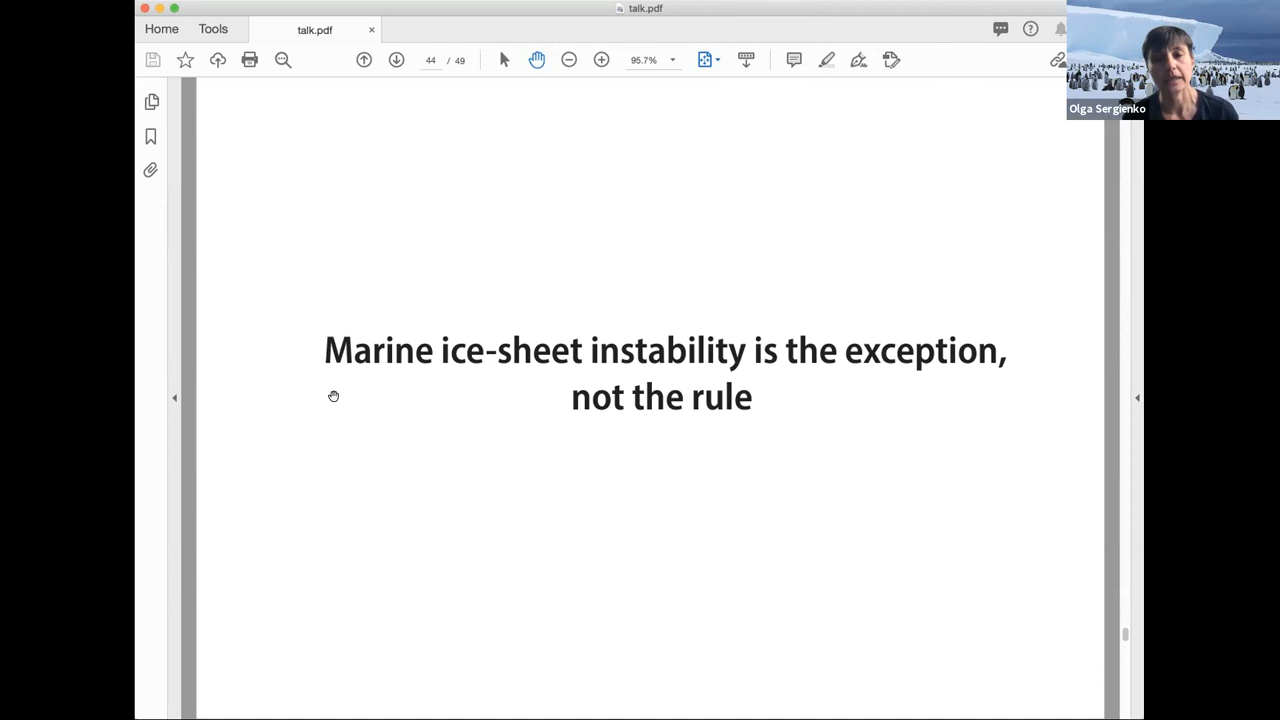 talk.pdf
Home
Tools
talk.pdf
44 / 49
95.7%
Olga Sergienko
Marine ice-sheet instability is the exception,
not the rule